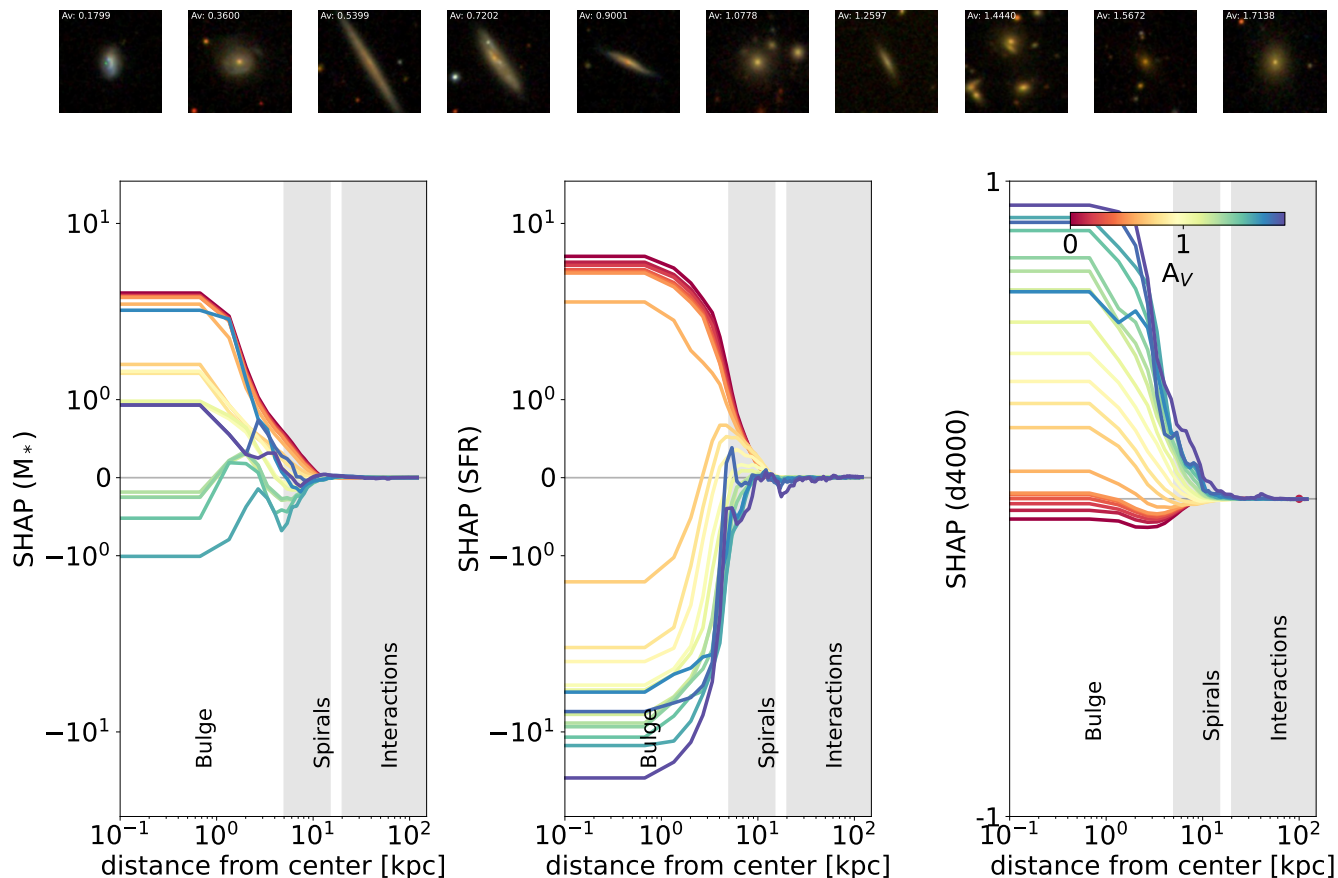 Av: 0.1799
Av: 0.3600
Av: 0.5399
Av: 0.7202
Av: 0.9001
Av: 1.0778
Av: 1.2597
Av: 1.4440
Av: 1.5672
Av: 1.7138
SHAP (M∗)
10¹
10⁰
0
−10⁰
−10¹
Bulge
Spirals
Interactions
10⁻¹ 10⁰ 10¹ 10²
distance from center [kpc]
SHAP (SFR)
10¹
10⁰
0
−10⁰
−10¹
Bulge
Spirals
Interactions
10⁻¹ 10⁰ 10¹ 10²
distance from center [kpc]
SHAP (d4000)
1
-1
0 1
A_V
Bulge
Spirals
Interactions
10⁻¹ 10⁰ 10¹ 10²
distance from center [kpc]